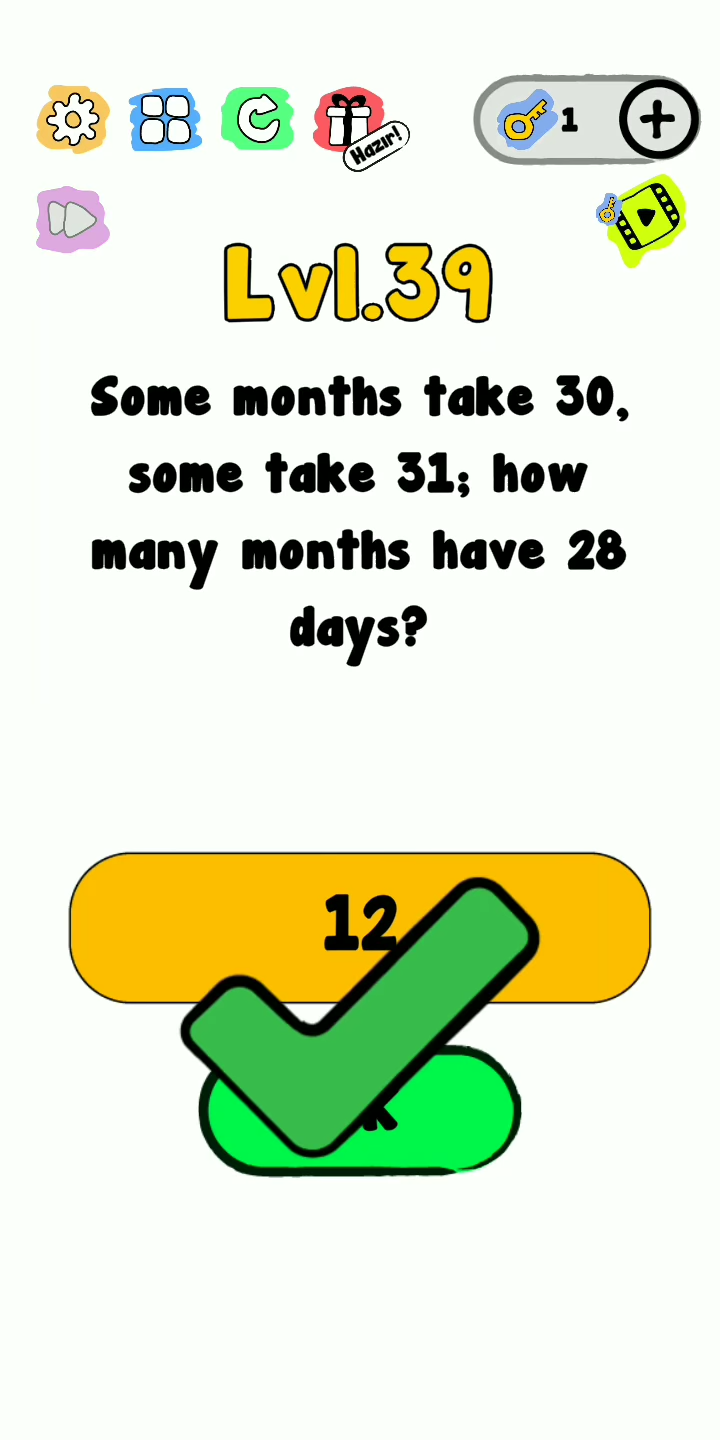 1
Hazır!
Lvl.39
Some months take 30,
some take 31; how
many months have 28
days?
12